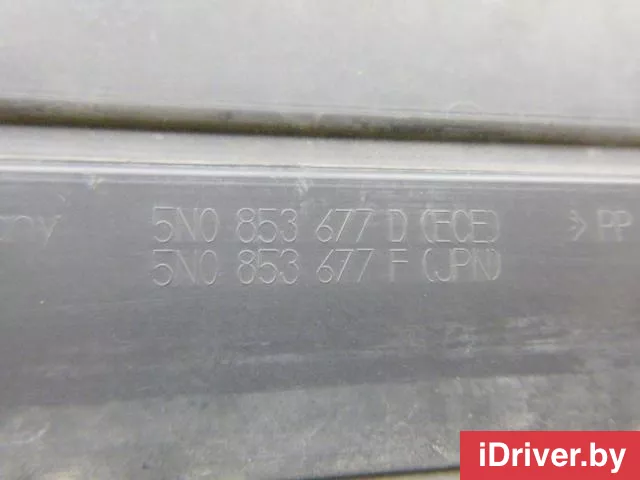 5N0 853 677 D (ECE) >PP
5N0 853 677 F (JPN)
iDriver.by